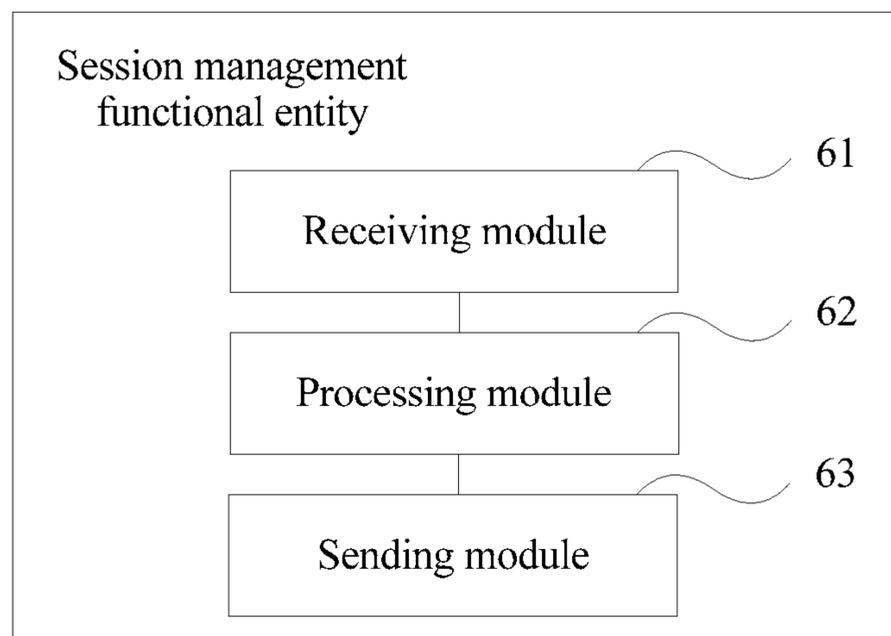 Session management
functional entity
61
Receiving module
62
Processing module
63
Sending module